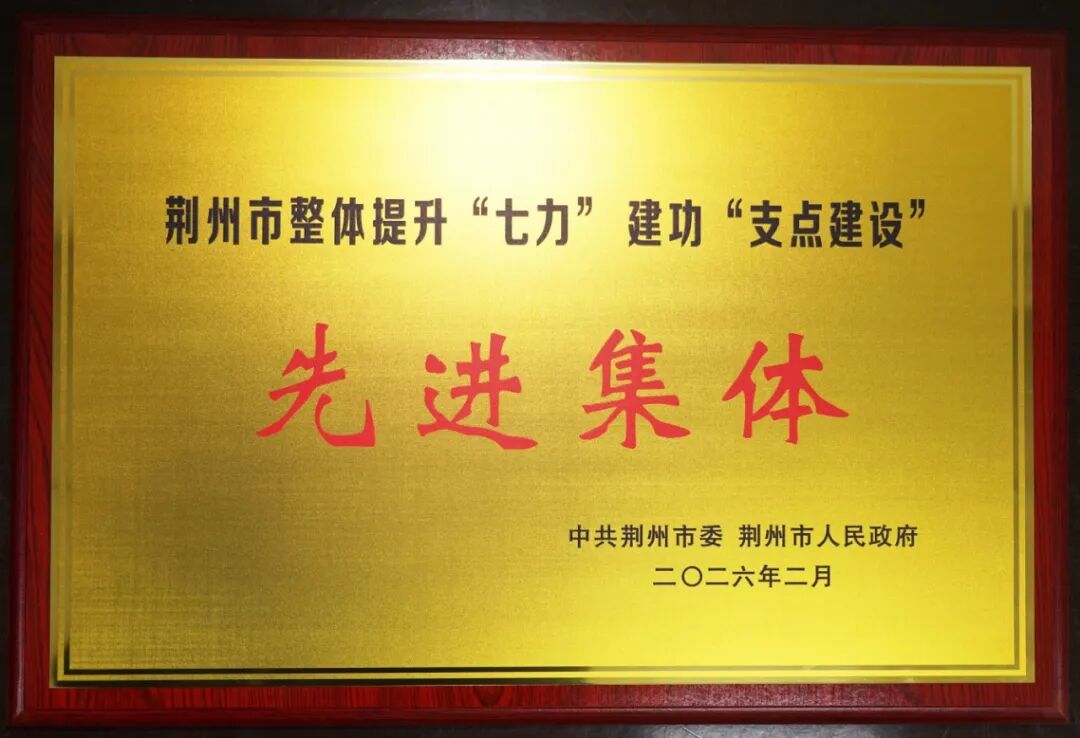 荆州市整体提升“七力” 建功“支点建设”
先进集体
中共荆州市委 荆州市人民政府
二〇二六年二月